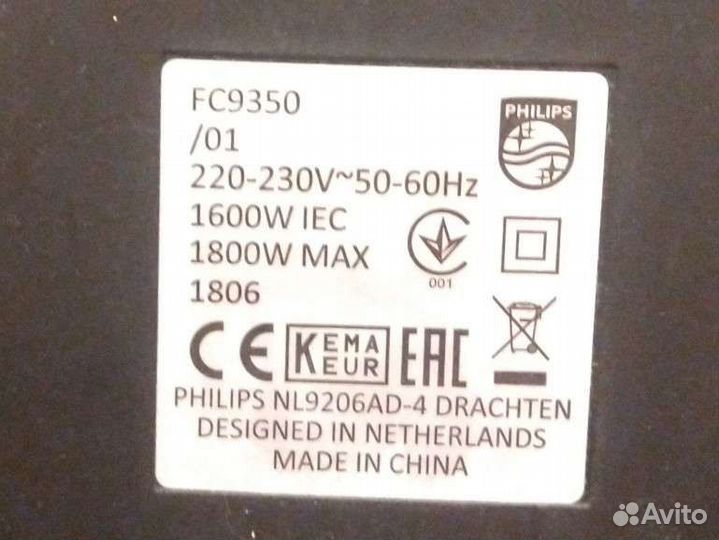 FC9350
/01
220-230V~50-60Hz
1600W IEC
1800W MAX
1806
PHILIPS
001
CE KEMA EUR EAC
PHILIPS NL9206AD-4 DRACHTEN
DESIGNED IN NETHERLANDS
MADE IN CHINA
Avito